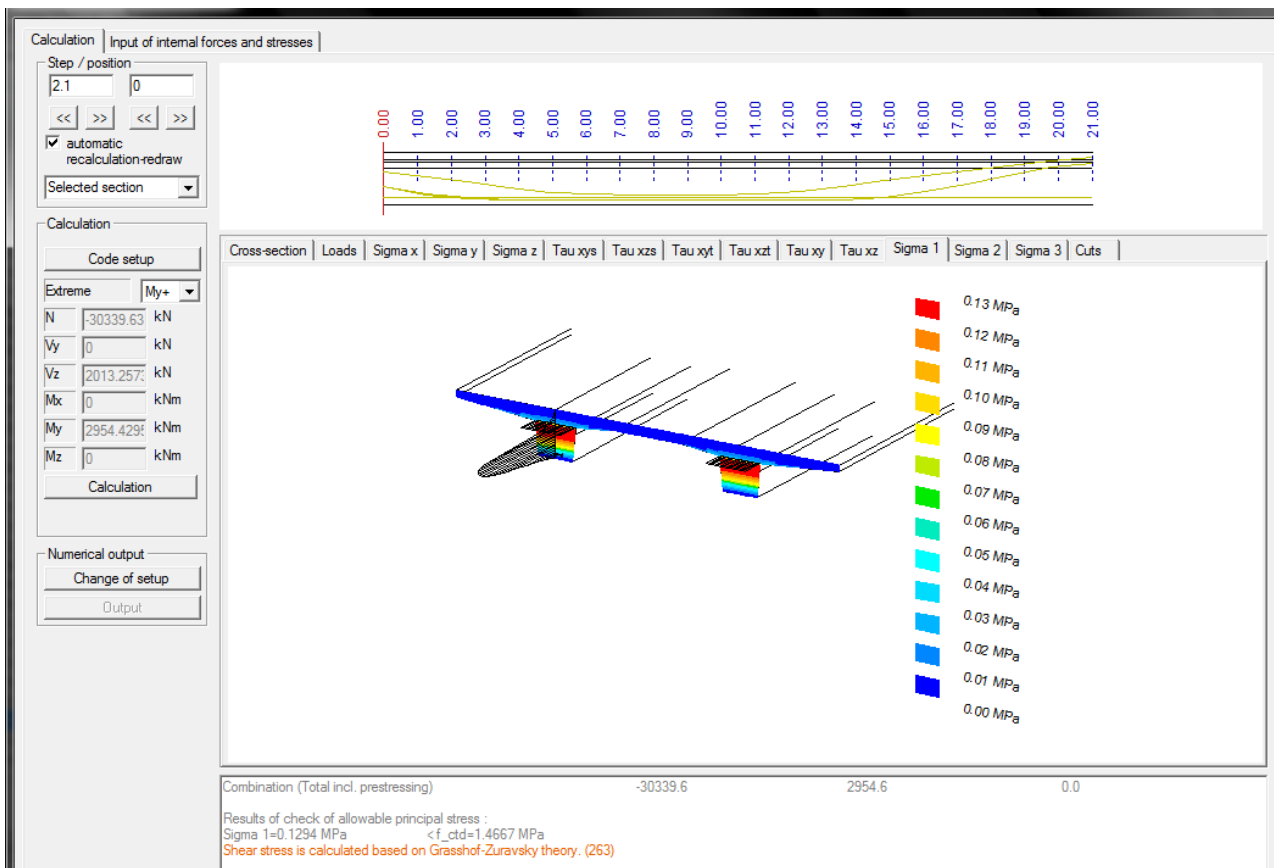 Calculation Input of internal forces and stresses
Step / position
2.1 0
<< >> << >>
automatic
recalculation-redraw
Selected section
0.00 1.00 2.00 3.00 4.00 5.00 6.00 7.00 8.00 9.00 10.00 11.00 12.00 13.00 14.00 15.00 16.00 17.00 18.00 19.00 20.00 21.00
Calculation
Code setup
Extreme My+
N -30339.63 kN
Vy 0 kN
Vz 2013.257 kN
Mx 0 kNm
My 2954.429 kNm
Mz 0 kNm
Calculation
Numerical output
Change of setup
Output
Cross-section Loads Sigma x Sigma y Sigma z Tau xys Tau xzs Tau xyt Tau xzt Tau xy Tau xz Sigma 1 Sigma 2 Sigma 3 Cuts
0.13 MPa
0.12 MPa
0.11 MPa
0.10 MPa
0.09 MPa
0.08 MPa
0.07 MPa
0.06 MPa
0.05 MPa
0.04 MPa
0.03 MPa
0.02 MPa
0.01 MPa
0.00 MPa
Combination (Total incl. prestressing) -30339.6 2954.6 0.0
Results of check of allowable principal stress :
Sigma 1=0.1294 MPa <f_ctd=1.4667 MPa
Shear stress is calculated based on Grasshof-Zuravsky theory. (263)